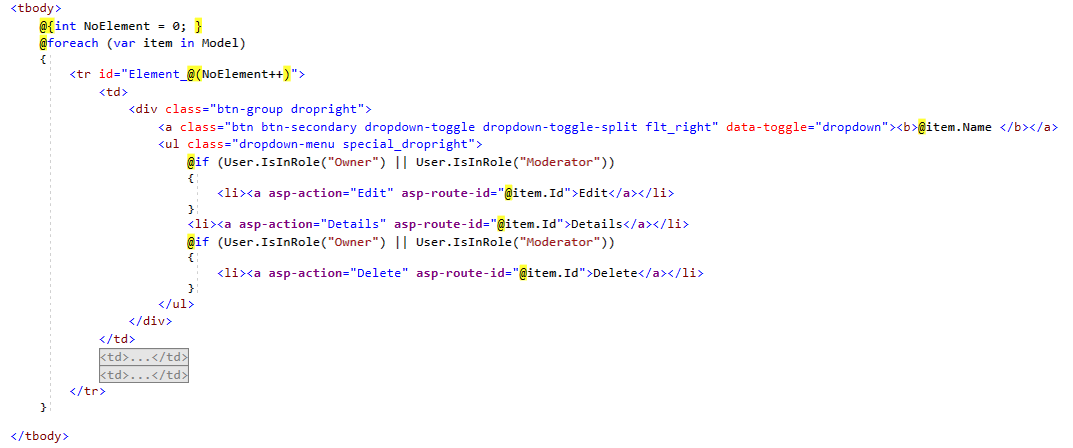 <tbody>
    @{int NoElement = 0; }
    @foreach (var item in Model)
    {
        <tr id="Element_@(NoElement++)">
            <td>
                <div class="btn-group dropright">
                    <a class="btn btn-secondary dropdown-toggle dropdown-toggle-split flt_right" data-toggle="dropdown"><b>@item.Name </b></a>
                    <ul class="dropdown-menu special_dropright">
                        @if (User.IsInRole("Owner") || User.IsInRole("Moderator"))
                        {
                            <li><a asp-action="Edit" asp-route-id="@item.Id">Edit</a></li>
                        }
                        <li><a asp-action="Details" asp-route-id="@item.Id">Details</a></li>
                        @if (User.IsInRole("Owner") || User.IsInRole("Moderator"))
                        {
                            <li><a asp-action="Delete" asp-route-id="@item.Id">Delete</a></li>
                        }
                    </ul>
                </div>
            </td>
            <td>...</td>
            <td>...</td>
        </tr>
    }
</tbody>